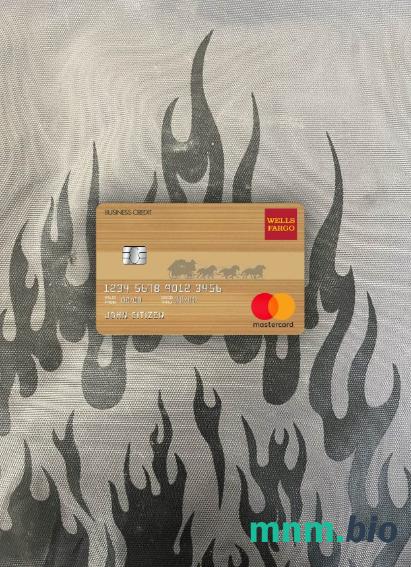 BUSINESS CREDIT
WELLS
FARGO
1234 5678 9012 3456
JOHN CITIZEN
mastercard
mnm.bio